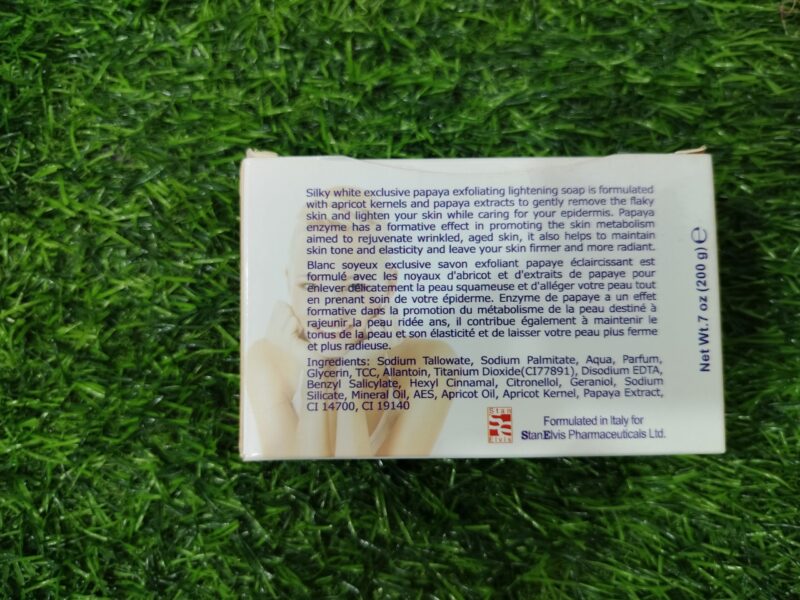 Silky white exclusive papaya exfoliating lightening soap is formulated
with apricot kernels and papaya extracts to gently remove the flaky
skin and lighten your skin while caring for your epidermis. Papaya
enzyme has a formative effect in promoting the skin metabolism
aimed to rejuvenate wrinkled, aged skin, it also helps to maintain
skin tone and elasticity and leave your skin firmer and more radiant.
Blanc soyeux exclusive savon exfoliant papaye éclaircissant est
formulé avec les noyaux d'abricot et d'extraits de papaye pour
enlever délicatement la peau squameuse et d'alléger votre peau tout
en prenant soin de votre épiderme. Enzyme de papaye a un effet
formative dans la promotion du métabolisme de la peau destiné à
rajeunir la peau ridée ans, il contribue également à maintenir le
tonus de la peau et son élasticité et de laisser votre peau plus ferme
et plus radieuse.
Ingredients: Sodium Tallowate, Sodium Palmitate, Aqua, Parfum,
Glycerin, TCC, Allantoin, Titanium Dioxide(CI77891), Disodium EDTA,
Benzyl Salicylate, Hexyl Cinnamal, Citronellol, Geraniol, Sodium
Silicate, Mineral Oil, AES, Apricot Oil, Apricot Kernel, Papaya Extract,
CI 14700, CI 19140
Stan
Elvis
Formulated in Italy for
StanElvis Pharmaceuticals Ltd.
Net Wt.7 oz (200 g) ℮